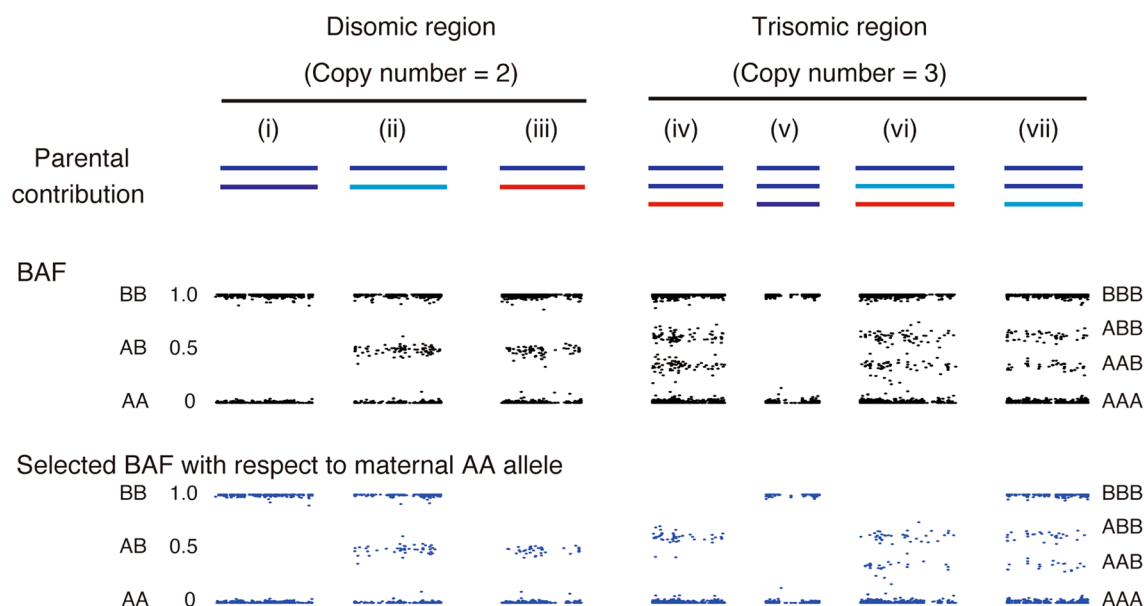 Disomic region
Trisomic region
(Copy number = 2)
(Copy number = 3)
(i) (ii) (iii) (iv) (v) (vi) (vii)
Parental
contribution
BAF
BB 1.0 BBB
ABB
AB 0.5
AAB
AA 0 AAA
Selected BAF with respect to maternal AA allele
BB 1.0 BBB
ABB
AB 0.5
AAB
AA 0 AAA